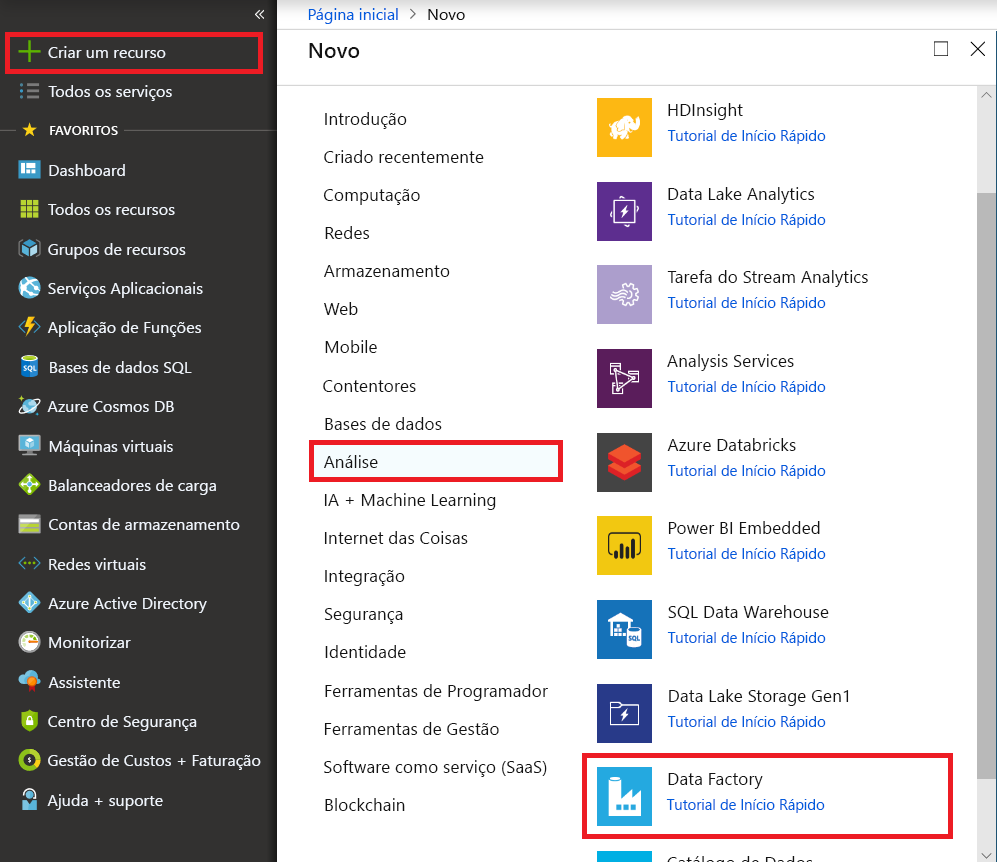 «
Criar um recurso
Todos os serviços
FAVORITOS
Dashboard
Todos os recursos
Grupos de recursos
Serviços Aplicacionais
Aplicação de Funções
Bases de dados SQL
Azure Cosmos DB
Máquinas virtuais
Balanceadores de carga
Contas de armazenamento
Redes virtuais
Azure Active Directory
Monitorizar
Assistente
Centro de Segurança
Gestão de Custos + Faturação
Ajuda + suporte
Página inicial > Novo
Novo
Introdução
Criado recentemente
Computação
Redes
Armazenamento
Web
Mobile
Contentores
Bases de dados
Análise
IA + Machine Learning
Internet das Coisas
Integração
Segurança
Identidade
Ferramentas de Programador
Ferramentas de Gestão
Software como serviço (SaaS)
Blockchain
HDInsight
Tutorial de Início Rápido
Data Lake Analytics
Tutorial de Início Rápido
Tarefa do Stream Analytics
Tutorial de Início Rápido
Analysis Services
Tutorial de Início Rápido
Azure Databricks
Tutorial de Início Rápido
Power BI Embedded
Tutorial de Início Rápido
SQL Data Warehouse
Tutorial de Início Rápido
Data Lake Storage Gen1
Tutorial de Início Rápido
Data Factory
Tutorial de Início Rápido
Catálogo de Dados